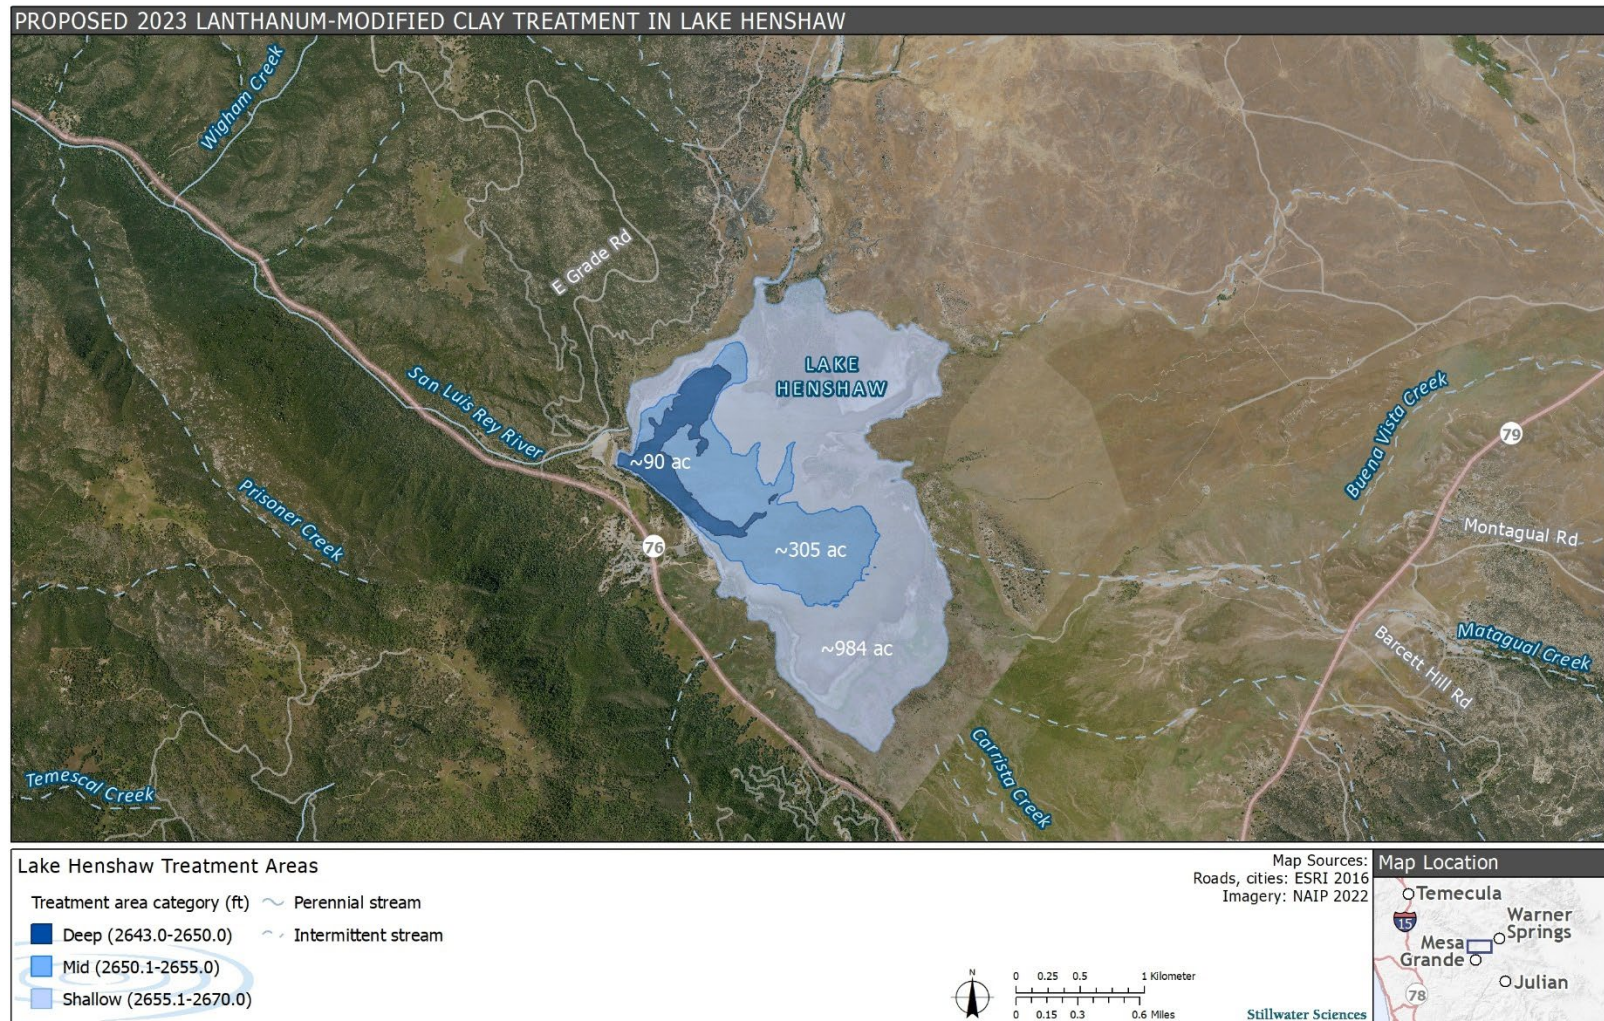 PROPOSED 2023 LANTHANUM-MODIFIED CLAY TREATMENT IN LAKE HENSHAW
Wigham Creek
E Grade Rd
San Luis Rey River
Prisoner Creek
Temescal Creek
LAKE
HENSHAW
~90 ac
~305 ac
~984 ac
76
79
Buena Vista Creek
Montagual Rd
Matagual Creek
Barcett Hill Rd
Carrista Creek
Lake Henshaw Treatment Areas
Treatment area category (ft)
Deep (2643.0-2650.0)
Mid (2650.1-2655.0)
Shallow (2655.1-2670.0)
Perennial stream
Intermittent stream
N
0 0.25 0.5 1 Kilometer
0 0.15 0.3 0.6 Miles
Map Sources:
Roads, cities: ESRI 2016
Imagery: NAIP 2022
Stillwater Sciences
Map Location
Temecula
15
Warner
Springs
Mesa
Grande
Julian
78